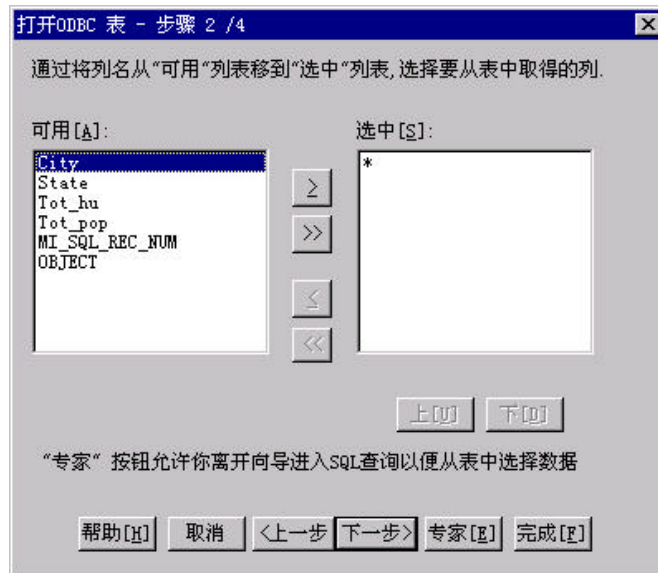 打开ODBC 表 - 步骤 2 /4
通过将列名从“可用“列表移到“选中“列表, 选择要从表中取得的列.
可用[A]: 选中[S]:
City *
State
Tot_hu
Tot_pop
MI_SQL_REC_NUM
OBJECT
≥
>>
≤
<<
上[U] 下[D]
“专家“ 按钮允许你离开向导进入SQL查询以便从表中选择数据
帮助[H] 取消 <上一步 下一步> 专家[E] 完成[F]